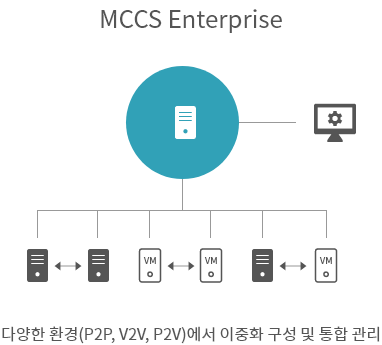 MCCS Enterprise
VM VM VM
다양한 환경(P2P, V2V, P2V)에서 이중화 구성 및 통합 관리